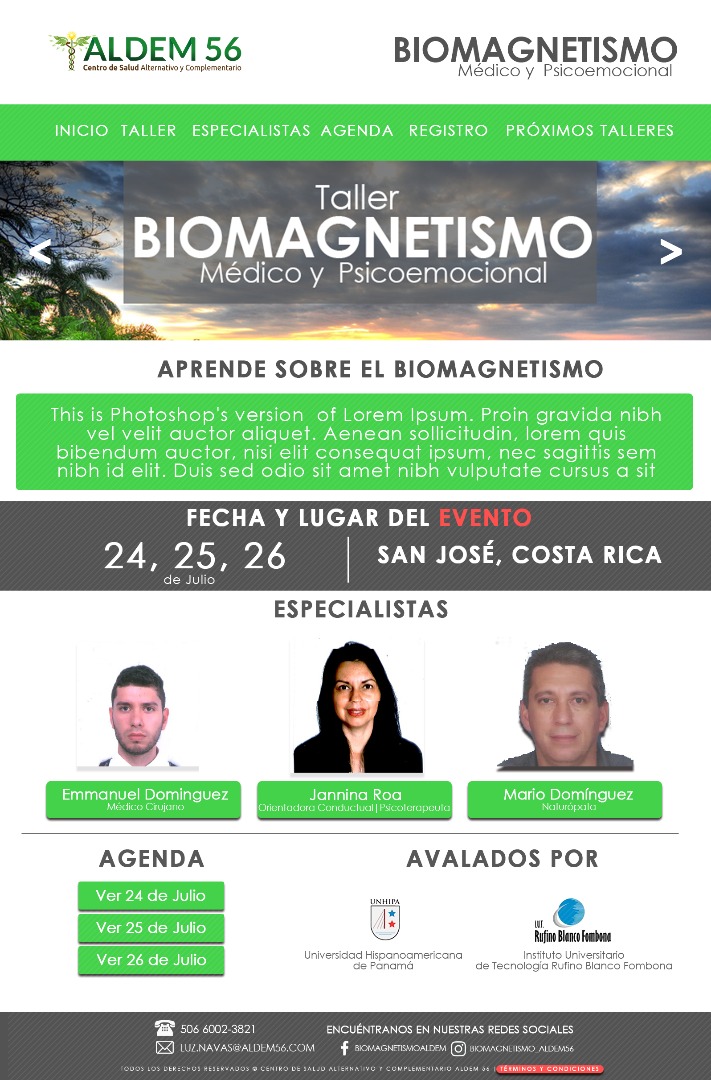 ALDEM 56
Centro de Salud Alternativo y Complementario
BIOMAGNETISMO
Médico y Psicoemocional
INICIO TALLER ESPECIALISTAS AGENDA REGISTRO PRÓXIMOS TALLERES
Taller
BIOMAGNETISMO
Médico y Psicoemocional
< >
APRENDE SOBRE EL BIOMAGNETISMO
This is Photoshop's version of Lorem Ipsum. Proin gravida nibh
vel velit auctor aliquet. Aenean sollicitudin, lorem quis
bibendum auctor, nisi elit consequat ipsum, nec sagittis sem
nibh id elit. Duis sed odio sit amet nibh vulputate cursus a sit
FECHA Y LUGAR DEL EVENTO
24, 25, 26
de Julio
SAN JOSÉ, COSTA RICA
ESPECIALISTAS
Emmanuel Dominguez
Médico Cirujano
Jannina Roa
Orientadora Conductual | Psicoterapeuta
Mario Domínguez
Naturópata
AGENDA
Ver 24 de Julio
Ver 25 de Julio
Ver 26 de Julio
AVALADOS POR
UNHIPA
Universidad Hispanoamericana
de Panamá
I.U.T.
Rufino Blanco Fombona
Instituto Universitario
de Tecnología Rufino Blanco Fombona
506 6002-3821
LUZ.NAVAS@ALDEM56.COM
ENCUÉNTRANOS EN NUESTRAS REDES SOCIALES
BIOMAGNETISMOALDEM BIOMAGNETISMO_ALDEM56
TODOS LOS DERECHOS RESERVADOS © CENTRO DE SALUD ALTERNATIVO Y COMPLEMENTARIO ALDEM 56 | TÉRMINOS Y CONDICIONES